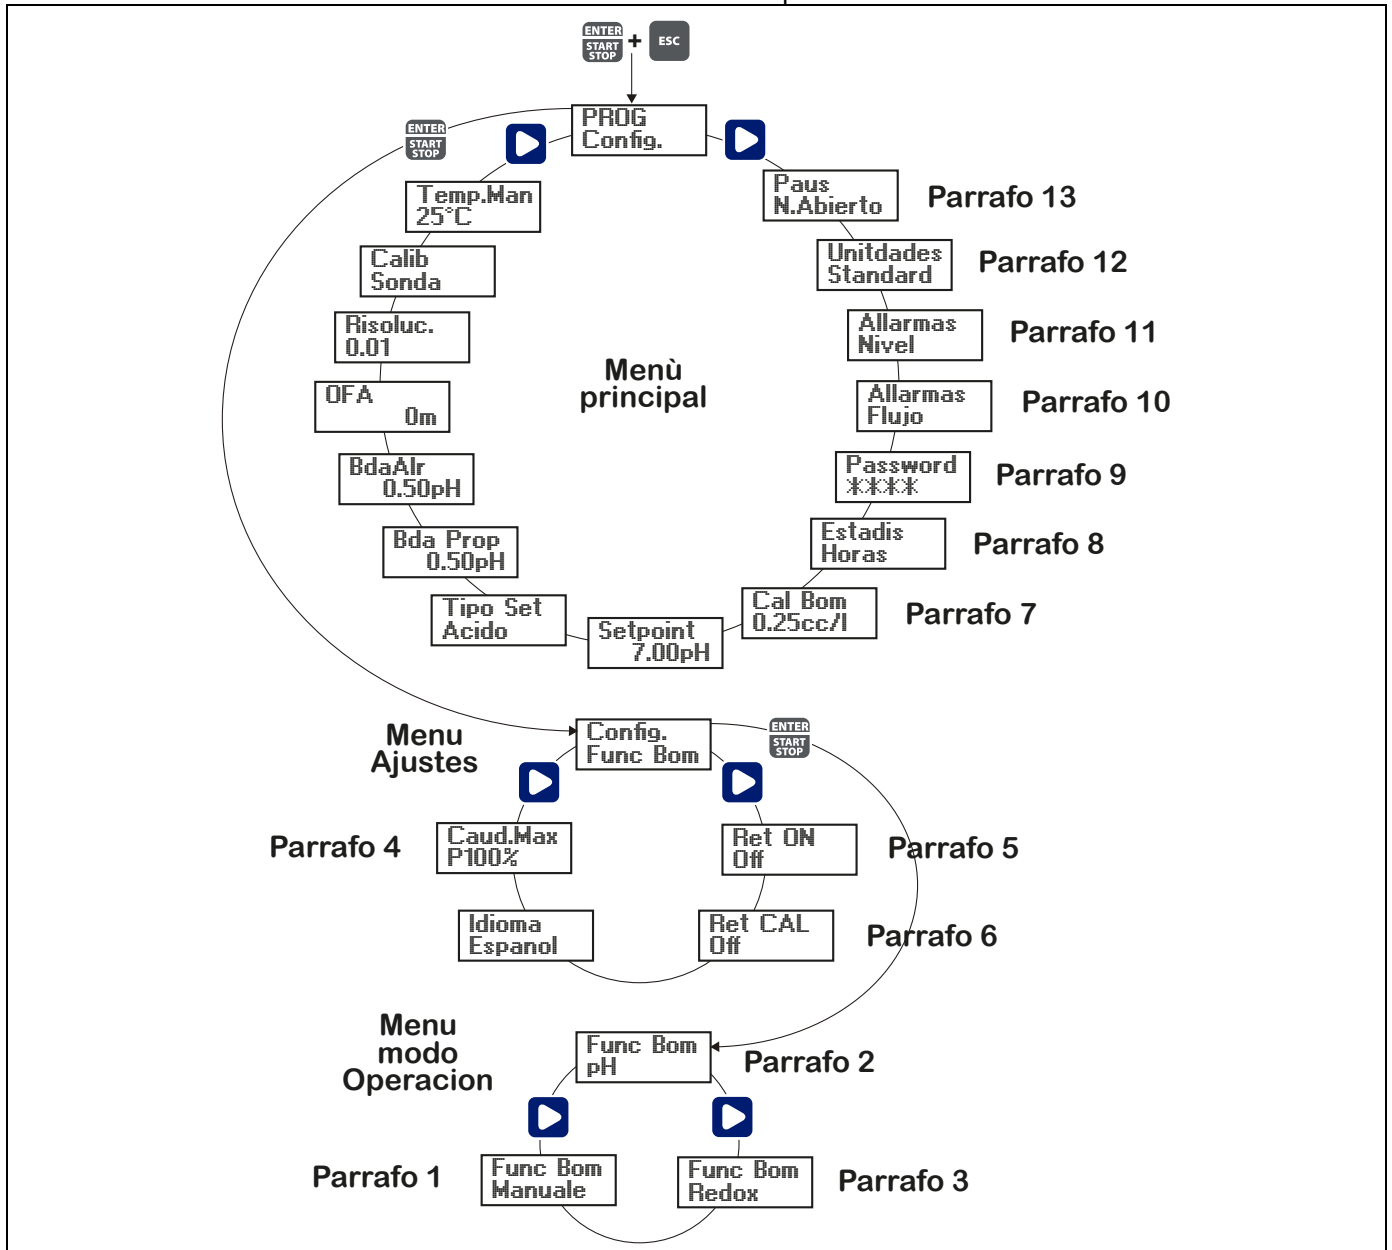 ENTER
START
STOP
+
ESC
PROG
Config.
ENTER
START
STOP
Temp.Man
25°C
Calib
Sonda
Risoluc.
0.01
OFA
0m
BdaAlr
0.50pH
Bda Prop
0.50pH
Tipo Set
Acido
Setpoint
7.00pH
Menù
principal
Paus
N.Abierto
Parrafo 13
Unitdades
Standard
Parrafo 12
Allarmas
Nivel
Parrafo 11
Allarmas
Flujo
Parrafo 10
Password
****
Parrafo 9
Estadis
Horas
Parrafo 8
Cal Bom
0.25cc/l
Parrafo 7
Menu
Ajustes
Config.
Func Bom
ENTER
START
STOP
Parrafo 4
Caud.Max
P100%
Ret ON
Off
Parrafo 5
Idioma
Espanol
Ret CAL
Off
Parrafo 6
Menu
modo
Operacion
Func Bom
pH
Parrafo 2
Parrafo 1
Func Bom
Manuale
Func Bom
Redox
Parrafo 3